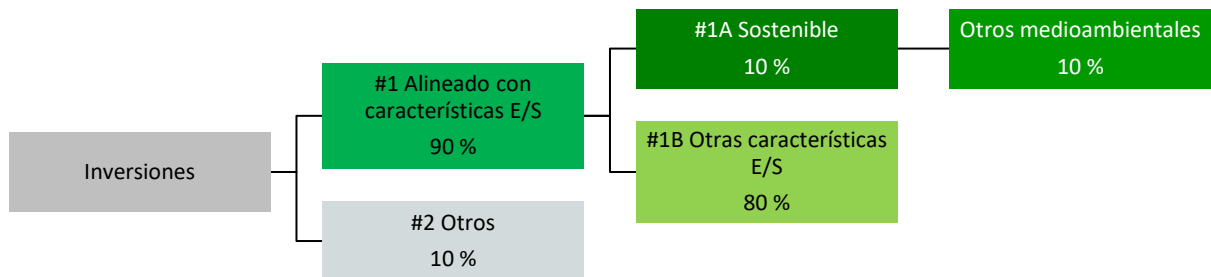 Inversiones
#1 Alineado con
características E/S
90 %
#2 Otros
10 %
#1A Sostenible
10 %
#1B Otras características
E/S
80 %
Otros medioambientales
10 %